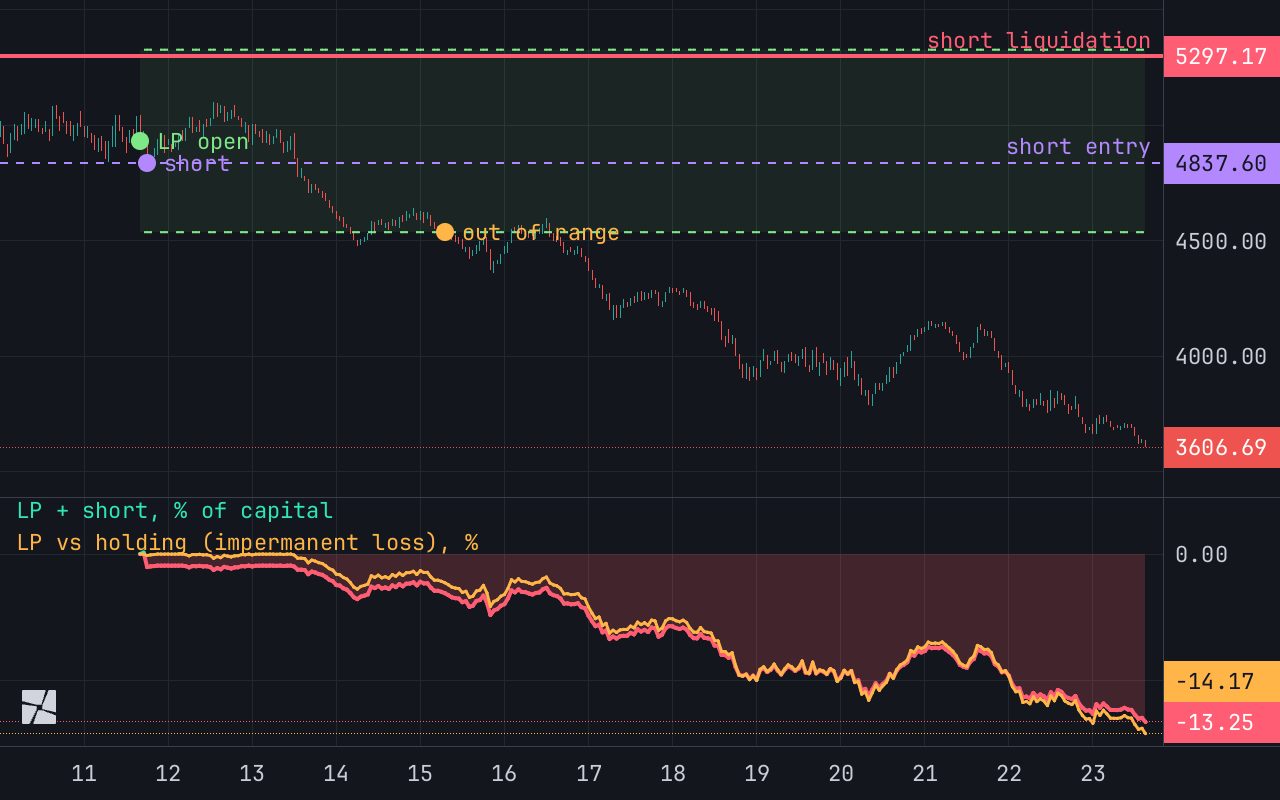 short liquidation
5297.17
LP open
short entry
short
4837.60
out of range
4500.00
4000.00
3606.69
LP + short, % of capital
LP vs holding (impermanent loss), %
0.00
-14.17
-13.25
11 12 13 14 15 16 17 18 19 20 21 22 23